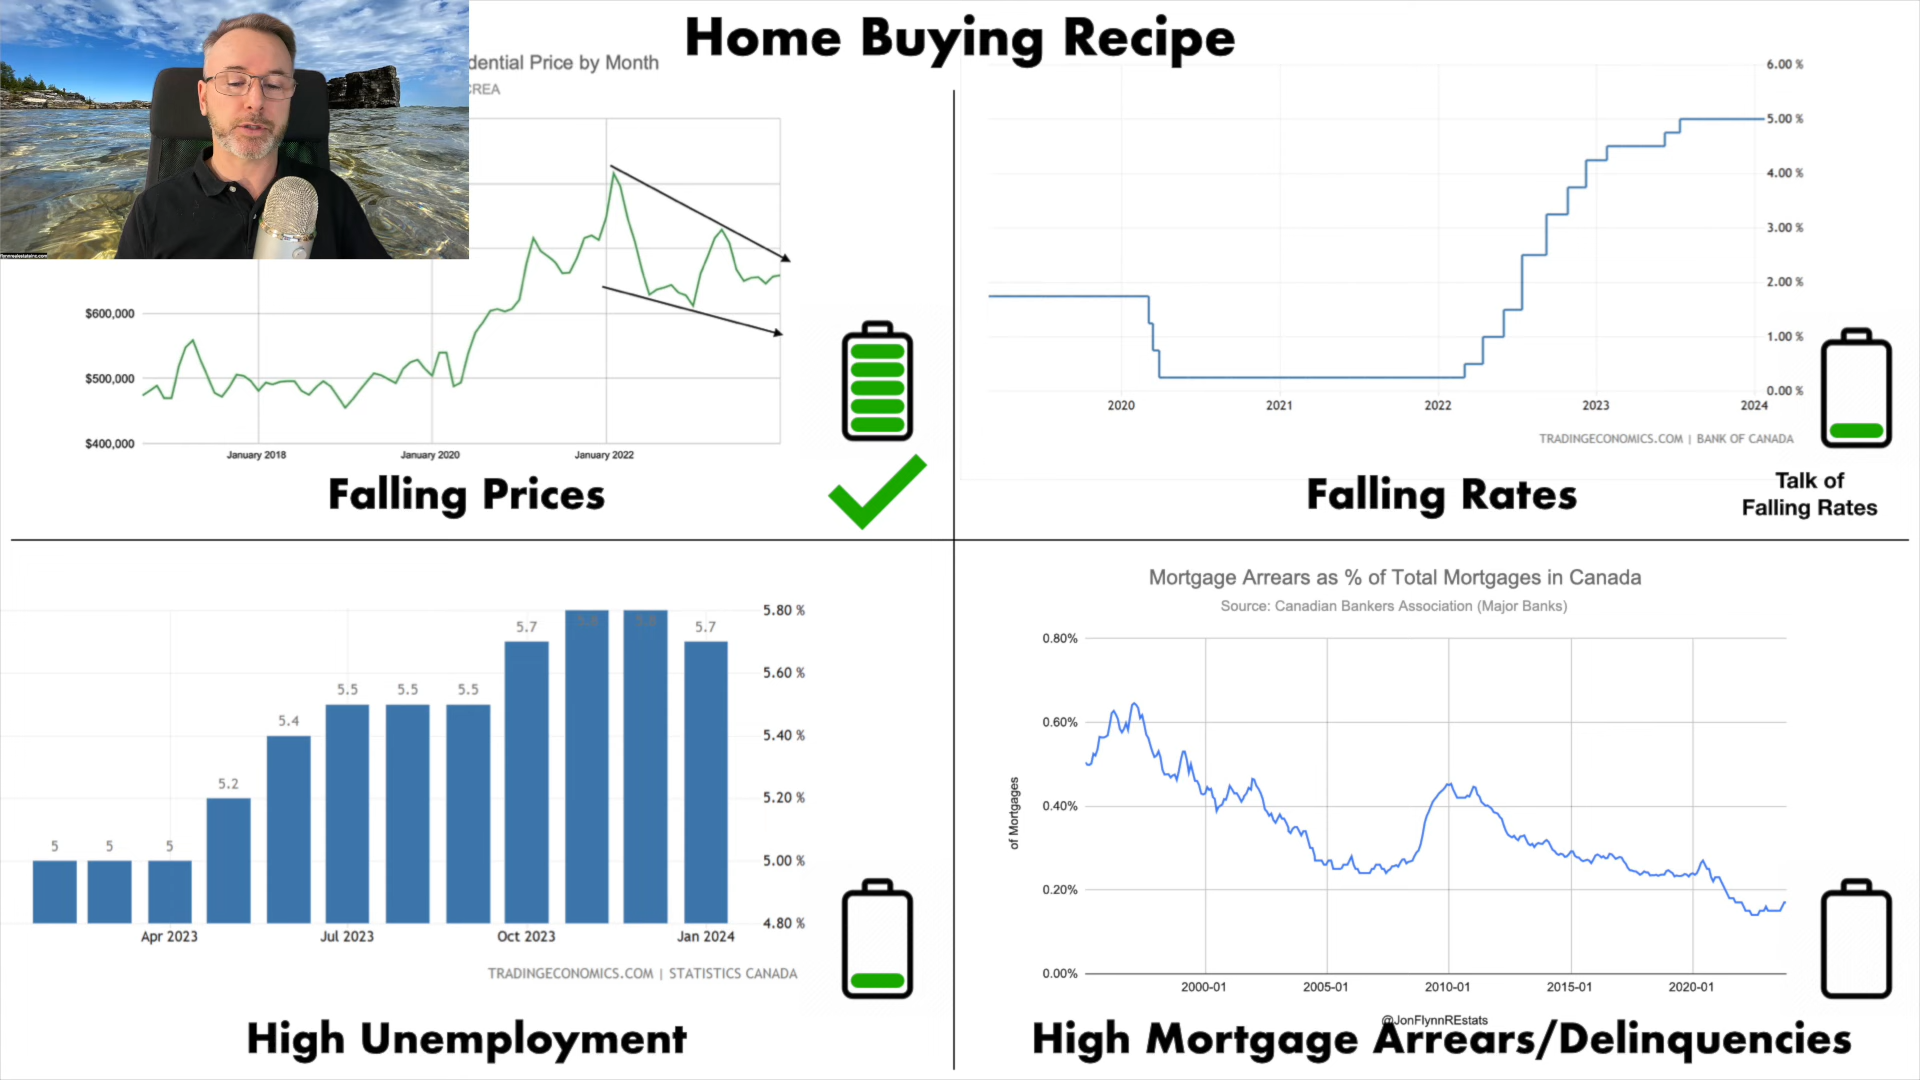 Home Buying Recipe
dential Price by Month
CREA
$600,000
$500,000
$400,000
January 2018
January 2020
January 2022
Falling Prices
6.00 %
5.00 %
4.00 %
3.00 %
2.00 %
1.00 %
0.00 %
2020
2021
2022
2023
2024
TRADINGECONOMICS.COM | BANK OF CANADA
Falling Rates
Talk of
Falling Rates
5
5
5
5.2
5.4
5.5
5.5
5.5
5.7
5.8
5.8
5.7
5.80 %
5.60 %
5.40 %
5.20 %
5.00 %
4.80 %
Apr 2023
Jul 2023
Oct 2023
Jan 2024
TRADINGECONOMICS.COM | STATISTICS CANADA
High Unemployment
Mortgage Arrears as % of Total Mortgages in Canada
Source: Canadian Bankers Association (Major Banks)
of Mortgages
0.80%
0.60%
0.40%
0.20%
0.00%
2000-01
2005-01
2010-01
2015-01
2020-01
@JonFlynnREstats
High Mortgage Arrears/Delinquencies